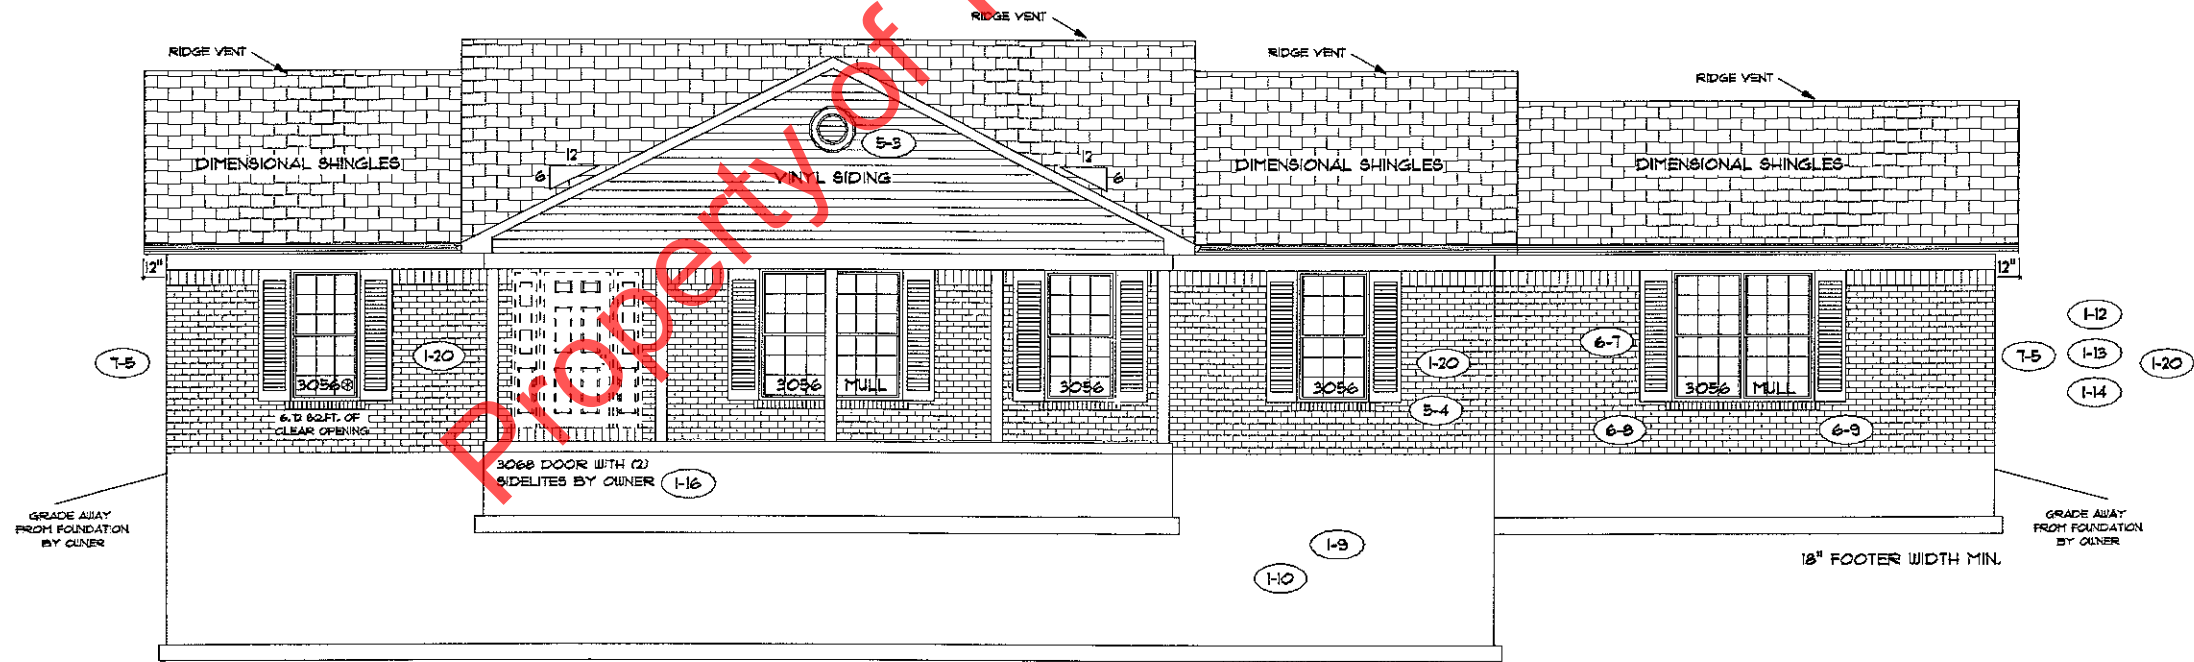 RIDGE VENT
RIDGE VENT
RIDGE VENT
RIDGE VENT
Property of
DIMENSIONAL SHINGLES
12
6
5-3
VINYL SIDING
12
6
DIMENSIONAL SHINGLES
DIMENSIONAL SHINGLES
12"
12"
7-5
3056
1-20
3056 MULL
3056
3056
1-20
5-4
6-7
3056 MULL
6-8
6-9
7-5
1-12
1-13
1-14
1-20
SQ.FT. OF
CLEAR OPENING
3068 DOOR WITH (2)
SIDELITES BY OWNER
1-16
GRADE AWAY
FROM FOUNDATION
BY OWNER
1-9
1-10
GRADE AWAY
FROM FOUNDATION
BY OWNER
18" FOOTER WIDTH MIN.